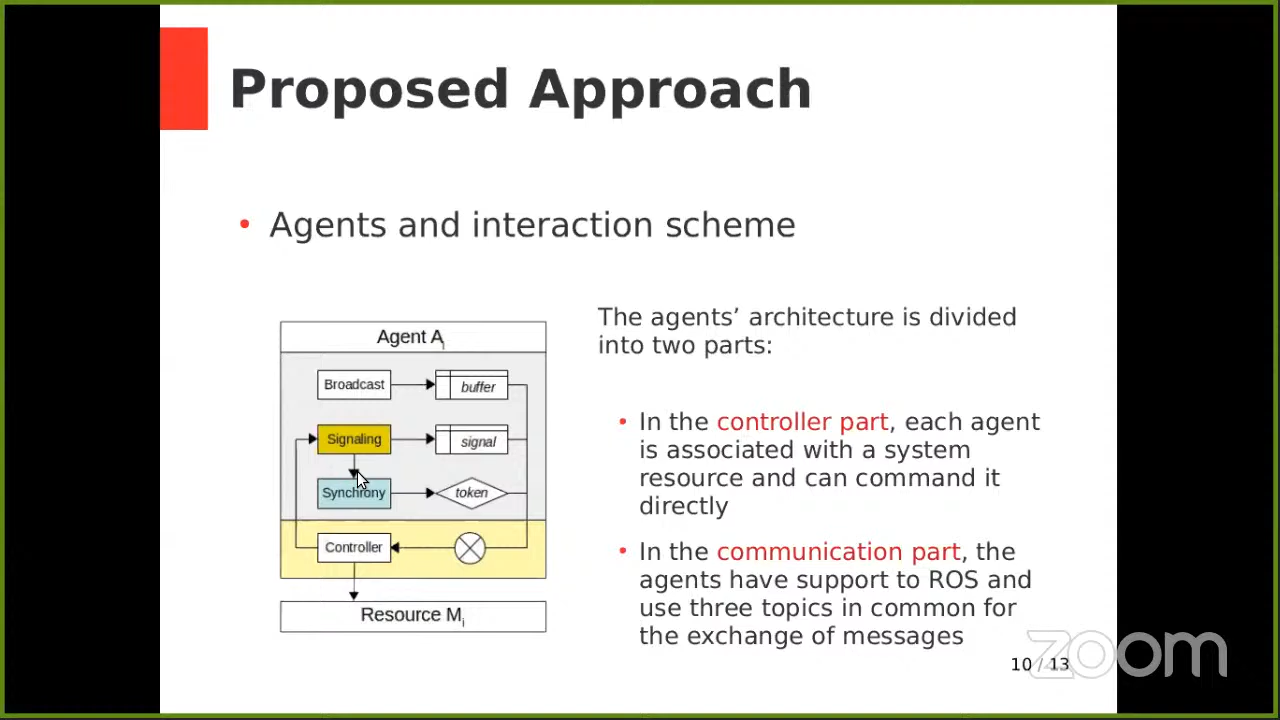 Proposed Approach
• Agents and interaction scheme
Agent Ai
Broadcast
buffer
Signaling
signal
Synchrony
token
Controller
Resource Mi
The agents’ architecture is divided
into two parts:
• In the controller part, each agent
is associated with a system
resource and can command it
directly
• In the communication part, the
agents have support to ROS and
use three topics in common for
the exchange of messages
10 / 13
zoom